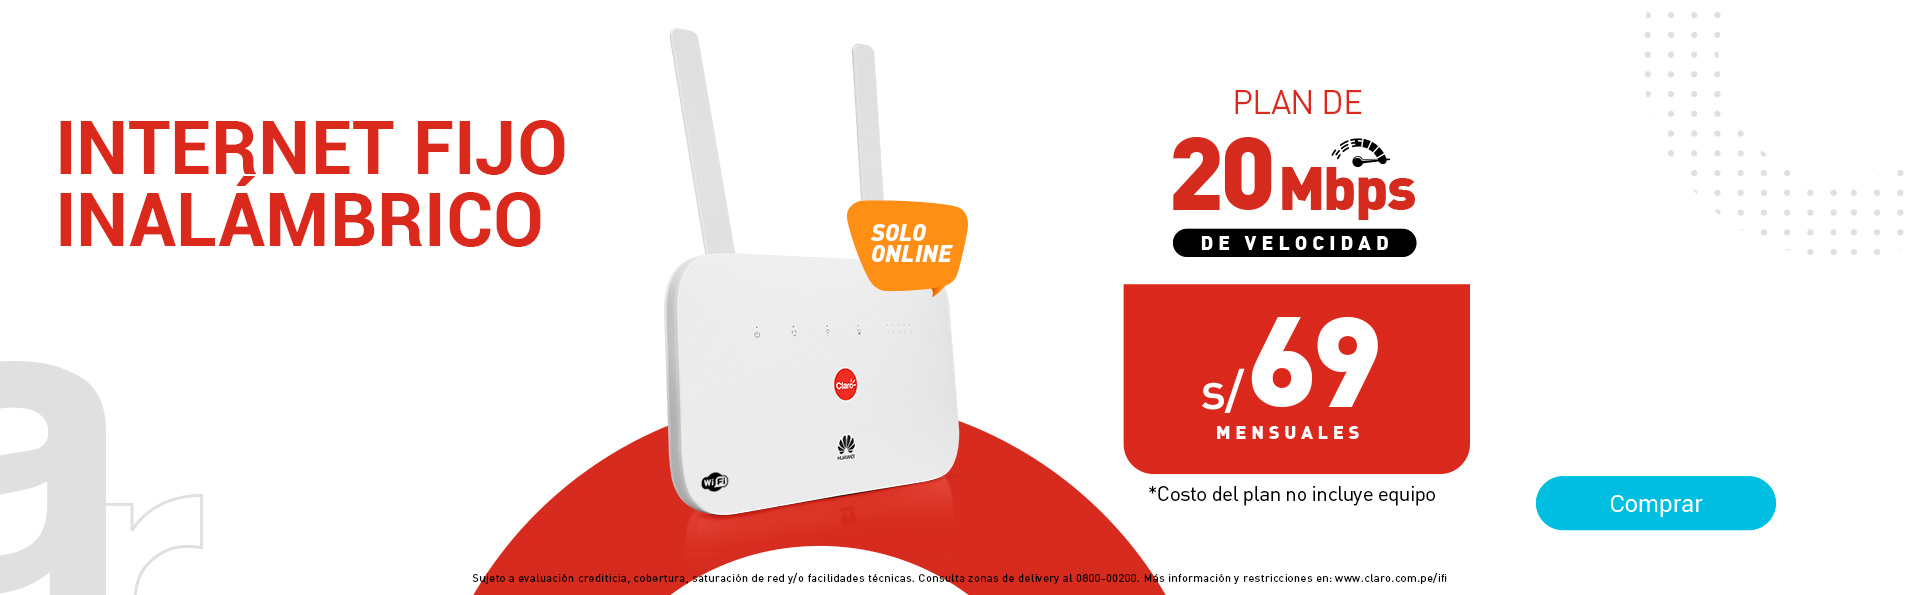 INTERNET FIJO
INALÁMBRICO
SOLO
ONLINE
Claro
HUAWEI
WiFi
PLAN DE
20 Mbps
DE VELOCIDAD
S/69
MENSUALES
*Costo del plan no incluye equipo
Comprar
ar
Sujeto a evaluación crediticia, cobertura, saturación de red y/o facilidades técnicas. Consulta zonas de delivery al 0800-00200. Más información y restricciones en: www.claro.com.pe/ifi